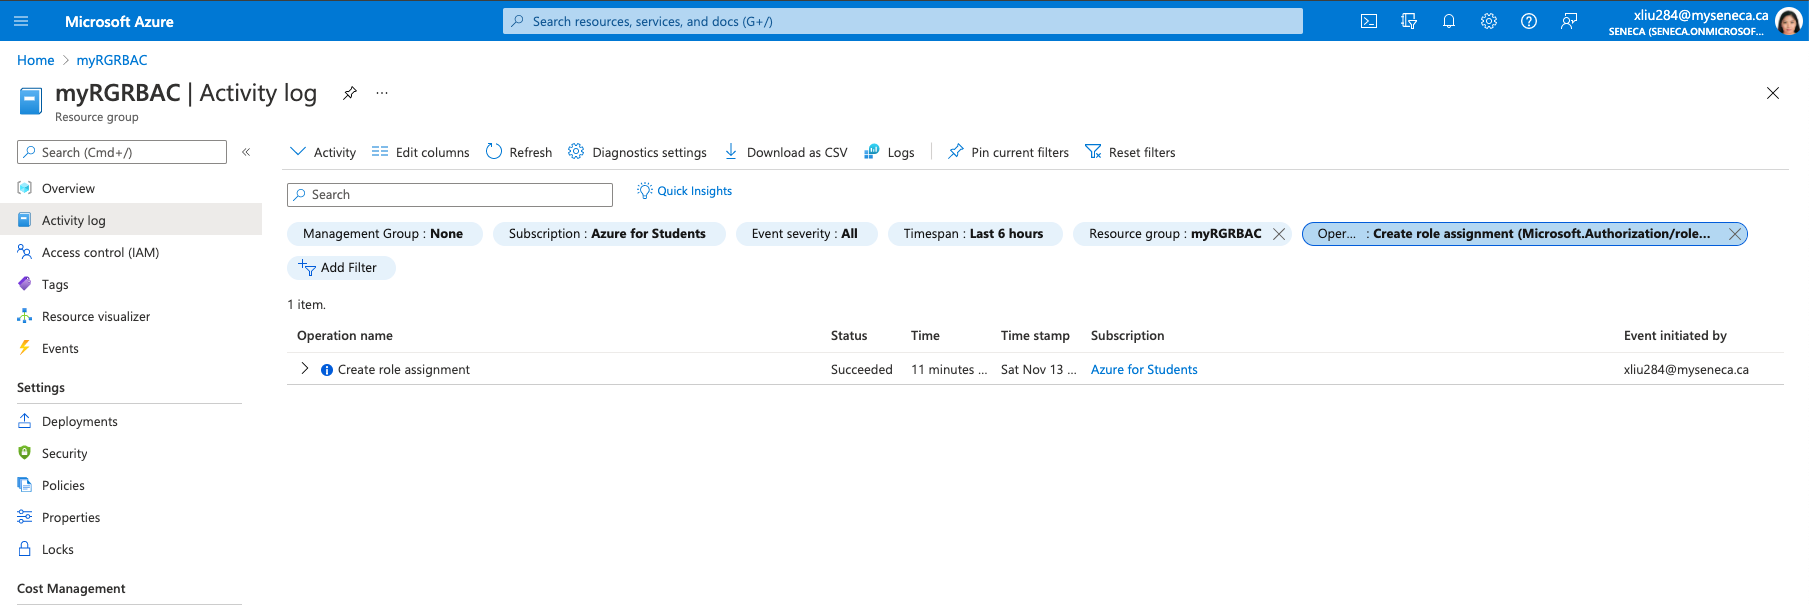 Microsoft Azure
Search resources, services, and docs (G+/)
xliu284@myseneca.ca
SENECA (SENECA.ONMICROSOF...
Home > myRGRBAC
myRGRBAC | Activity log ...
Resource group
Search (Cmd+/)
«
Overview
Activity log
Access control (IAM)
Tags
Resource visualizer
Events
Settings
Deployments
Security
Policies
Properties
Locks
Cost Management
Activity Edit columns Refresh Diagnostics settings Download as CSV Logs Pin current filters Reset filters
Search
Quick Insights
Management Group : None Subscription : Azure for Students Event severity : All Timespan : Last 6 hours Resource group : myRGRBAC Oper... : Create role assignment (Microsoft.Authorization/role...
Add Filter
1 item.
Operation name Status Time Time stamp Subscription Event initiated by
Create role assignment Succeeded 11 minutes ... Sat Nov 13 ... Azure for Students xliu284@myseneca.ca